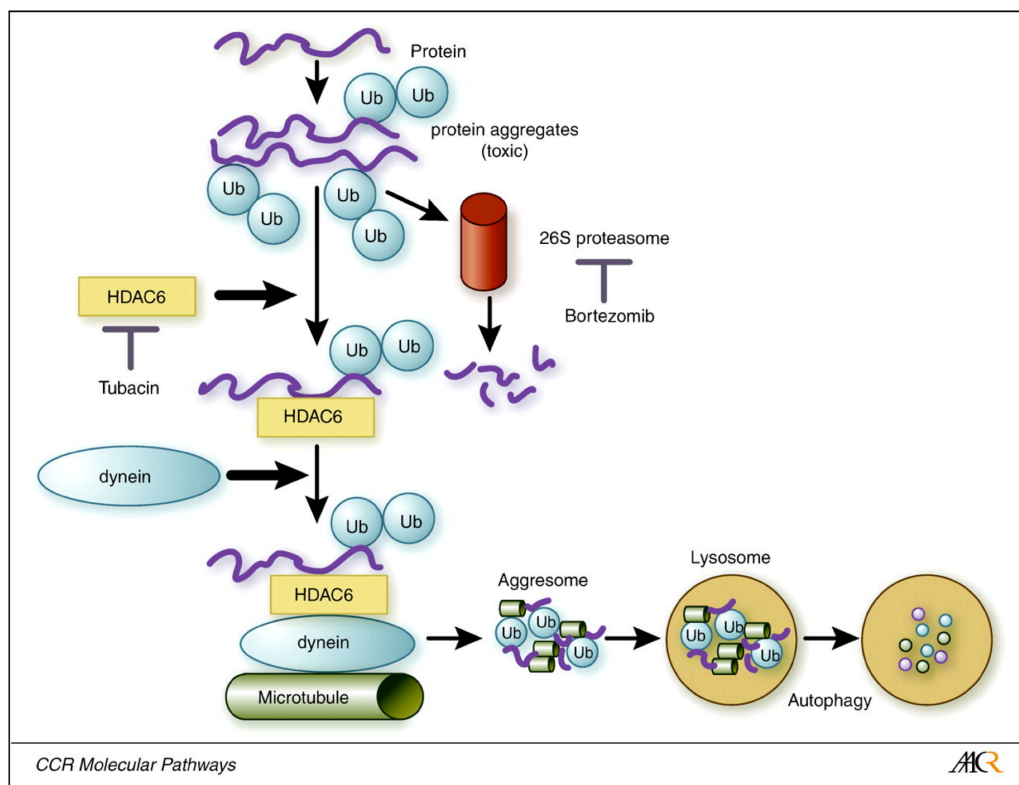 Protein
Ub
Ub
protein aggregates
(toxic)
Ub
Ub
Ub
Ub
26S proteasome
HDAC6
Bortezomib
Ub
Ub
Tubacin
HDAC6
dynein
Ub
Ub
Aggresome
Lysosome
HDAC6
Ub
Ub
Ub
Ub
Ub
Ub
dynein
Microtubule
Autophagy
CCR Molecular Pathways
AACR